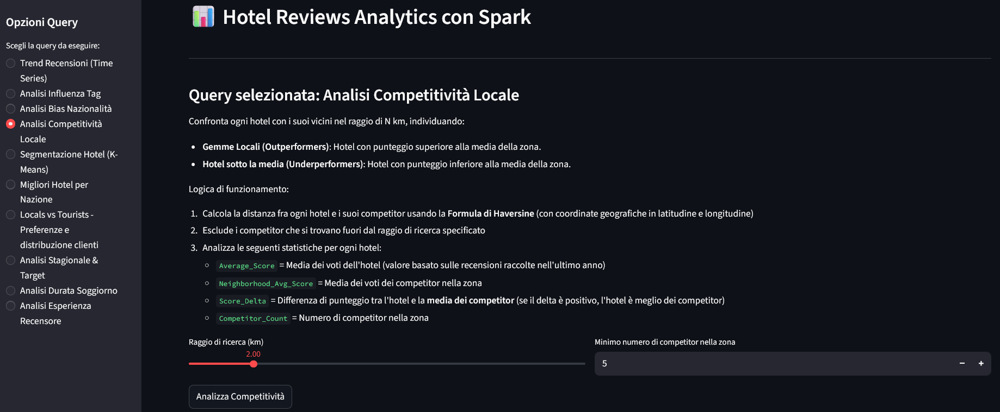 Opzioni Query
Scegli la query da eseguire:
Trend Recensioni (Time
Series)
Analisi Influenza Tag
Analisi Bias Nazionalità
Analisi Competitività
Locale
Segmentazione Hotel (K-
Means)
Migliori Hotel per
Nazione
Locals vs Tourists -
Preferenze e
distribuzione clienti
Analisi Stagionale &
Target
Analisi Durata Soggiorno
Analisi Esperienza
Recensore
Hotel Reviews Analytics con Spark
Query selezionata: Analisi Competitività Locale
Confronta ogni hotel con i suoi vicini nel raggio di N km, individuando:
• Gemme Locali (Outperformers): Hotel con punteggio superiore alla media della zona.
• Hotel sotto la media (Underperformers): Hotel con punteggio inferiore alla media della zona.
Logica di funzionamento:
1. Calcola la distanza fra ogni hotel e i suoi competitor usando la Formula di Haversine (con coordinate geografiche in latitudine e longitudine)
2. Esclude i competitor che si trovano fuori dal raggio di ricerca specificato
3. Analizza le seguenti statistiche per ogni hotel:
Average_Score = Media dei voti dell'hotel (valore basato sulle recensioni raccolte nell'ultimo anno)
Neighborhood_Avg_Score = Media dei voti dei competitor nella zona
Score_Delta = Differenza di punteggio tra l'hotel e la media dei competitor (se il delta è positivo, l'hotel è meglio dei competitor)
Competitor_Count = Numero di competitor nella zona
Raggio di ricerca (km)
2.00
Minimo numero di competitor nella zona
5 − +
Analizza Competitività